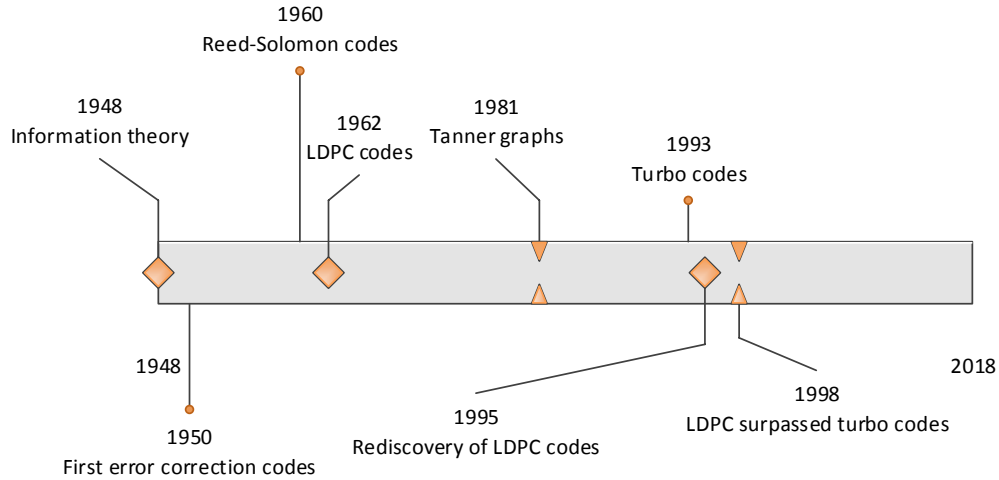 1960
Reed-Solomon codes
1948
Information theory
1962
LDPC codes
1981
Tanner graphs
1993
Turbo codes
1948
2018
1950
First error correction codes
1995
Rediscovery of LDPC codes
1998
LDPC surpassed turbo codes